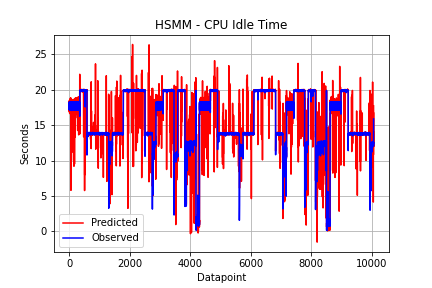 HSMM - CPU Idle Time
25
20
15
10
5
0
Seconds
Predicted
Observed
0
2000
4000
6000
8000
10000
Datapoint